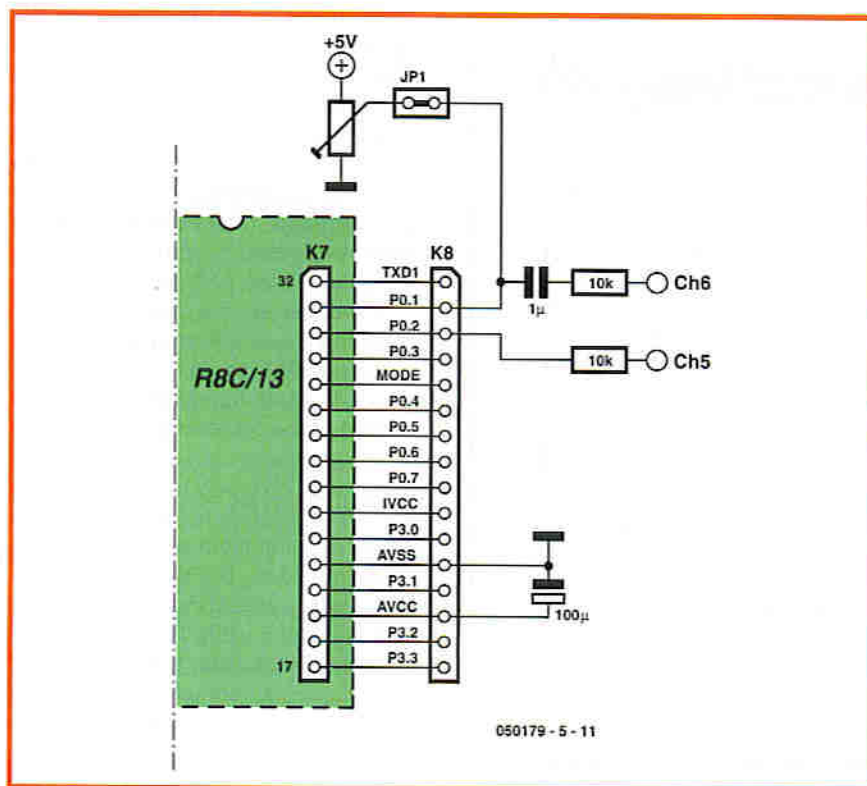 +5V
JP1
K7
K8
32
TXD1
P0.1
1µ
10k
Ch6
P0.2
10k
Ch5
P0.3
R8C/13
MODE
P0.4
P0.5
P0.6
P0.7
IVCC
P3.0
AVSS
P3.1
AVCC
100µ
P3.2
17
P3.3
050179 - 5 - 11